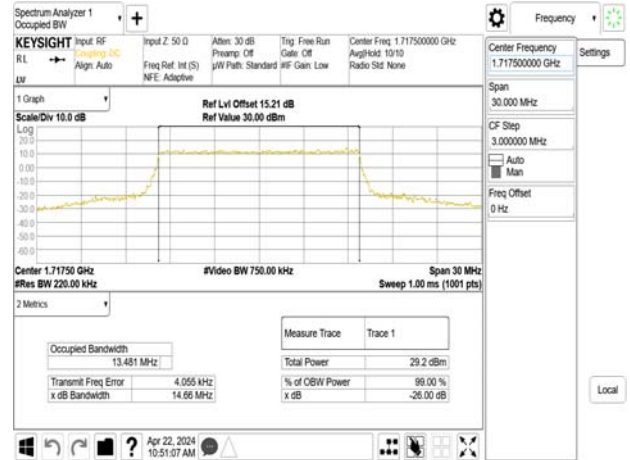 Spectrum Analyzer 1
Occupied BW
+
Frequency
KEYSIGHT
RL
Input: RF
Coupling: DC
Align: Auto
Input Z: 50 Ω
Freq Ref: Int (S)
NFE: Adaptive
Atten: 30 dB
Preamp: Off
µW Path: Standard
Trig: Free Run
Gate: Off
#IF Gain: Low
Center Freq: 1.717500000 GHz
Avg|Hold: 10/10
Radio Std: None
Center Frequency
1.717500000 GHz
Settings
Span
30.000 MHz
CF Step
3.000000 MHz
Auto
Man
Freq Offset
0 Hz
Local
1 Graph
Scale/Div 10.0 dB
Ref Lvl Offset 15.21 dB
Ref Value 30.00 dBm
Log
20.0
10.0
0.00
-10.0
-20.0
-30.0
-40.0
-50.0
-60.0
Center 1.71750 GHz
#Video BW 750.00 kHz
Span 30 MHz
#Res BW 220.00 kHz
Sweep 1.00 ms (1001 pts)
2 Metrics
Measure Trace
Trace 1
Occupied Bandwidth
13.481 MHz
Total Power
29.2 dBm
Transmit Freq Error
4.055 kHz
% of OBW Power
99.00 %
x dB Bandwidth
14.66 MHz
x dB
-26.00 dB
?
Apr 22, 2024
10:51:07 AM